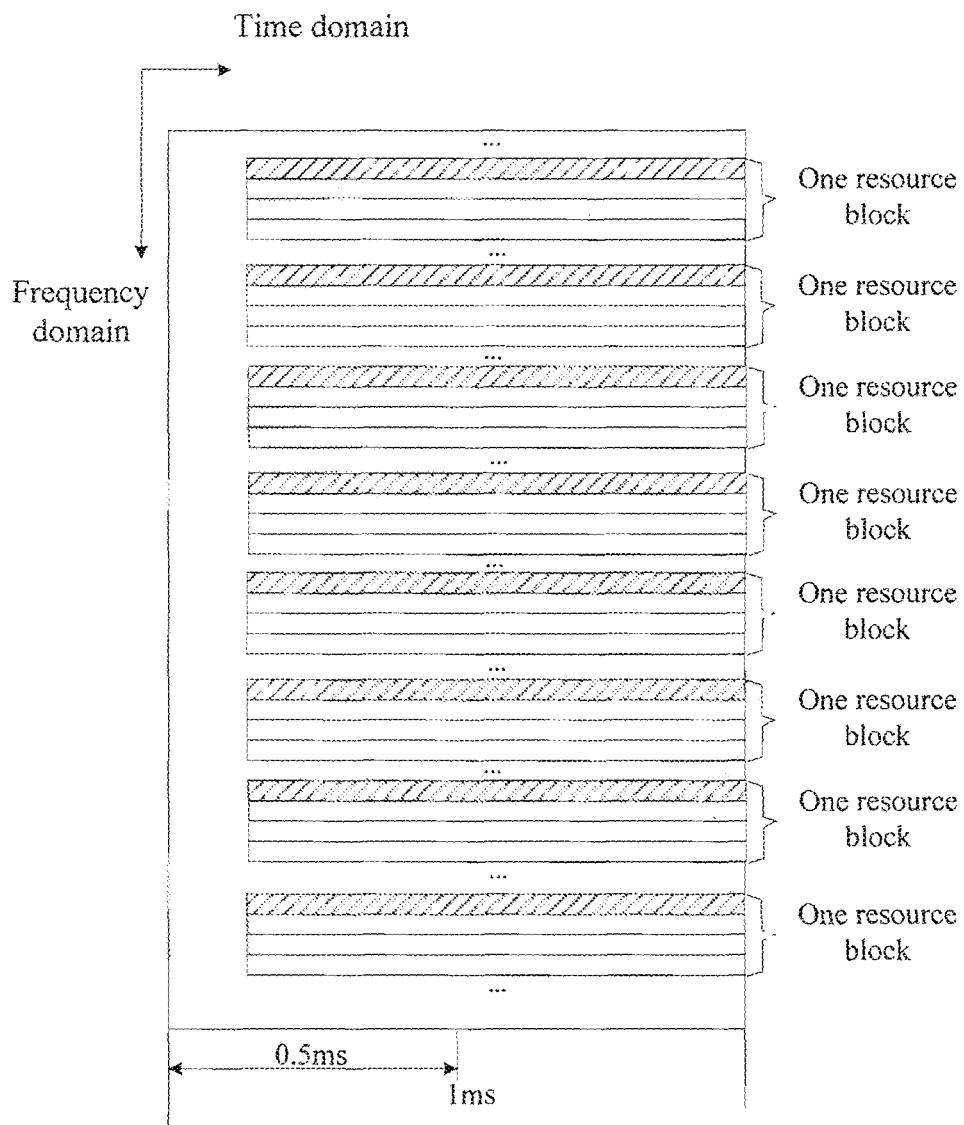 Time domain
Frequency
domain
...
One resource
block
...
One resource
block
...
One resource
block
...
One resource
block
...
One resource
block
...
One resource
block
...
One resource
block
...
One resource
block
...
0.5ms
1ms